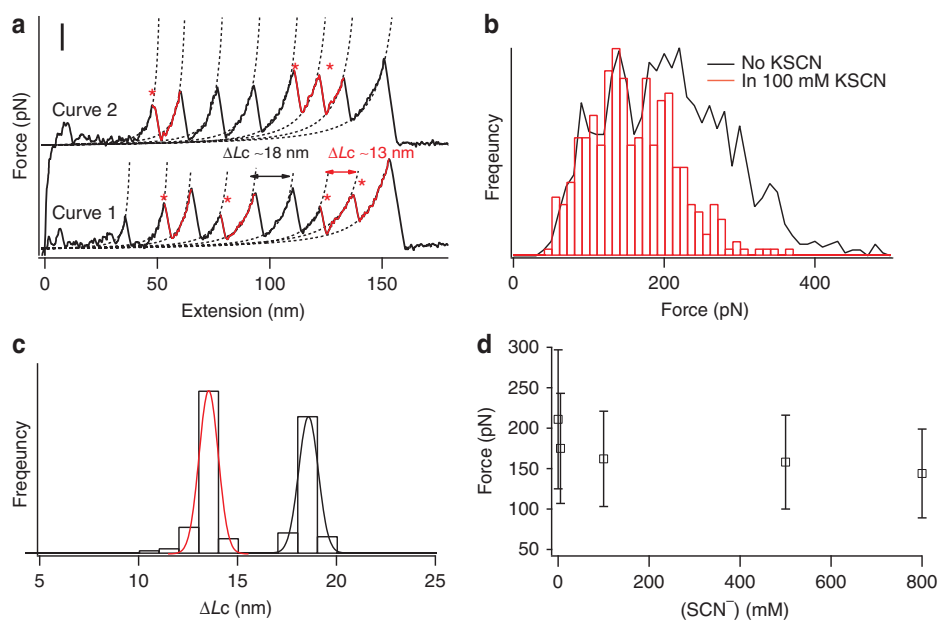 a
Force (pN)
Curve 2
Curve 1
* * *
ΔLc ~18 nm
ΔLc ~13 nm
* * * *
0 50 100 150
Extension (nm)
b
Freqeuncy
No KSCN
In 100 mM KSCN
0 200 400
Force (pN)
c
Freqeuncy
5 10 15 20 25
ΔLc (nm)
d
Force (pN)
300
250
200
150
100
50
0 200 400 600 800
(SCN⁻) (mM)